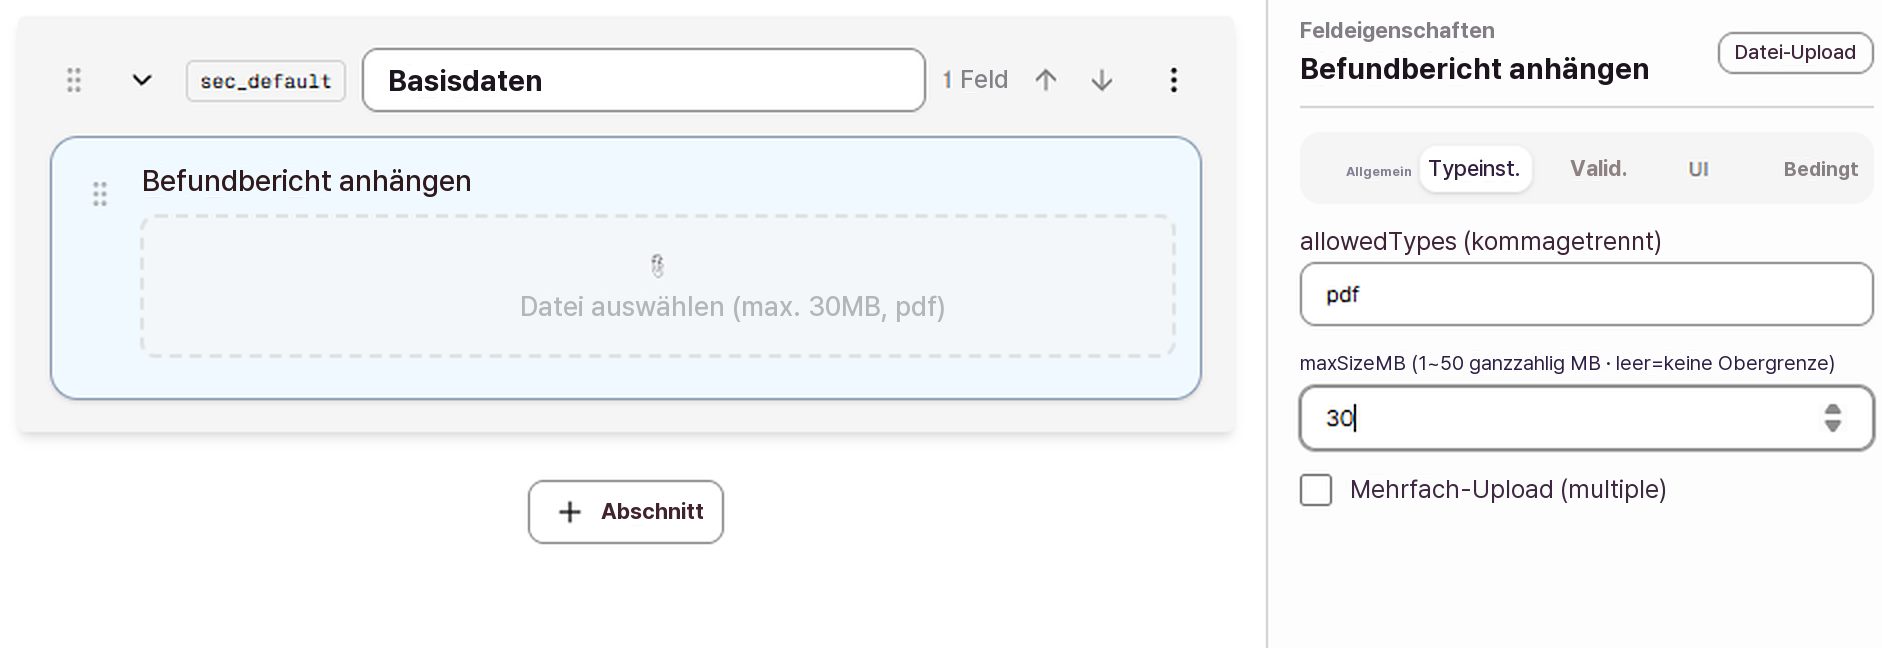 sec_default
Basisdaten
1 Feld
Befundbericht anhängen
Datei auswählen (max. 30MB, pdf)
Abschnitt
Feldeigenschaften
Befundbericht anhängen
Datei-Upload
Allgemein Typeinst. Valid. UI Bedingt
allowedTypes (kommagetrennt)
pdf
maxSizeMB (1~50 ganzzahlig MB · leer=keine Obergrenze)
30
Mehrfach-Upload (multiple)